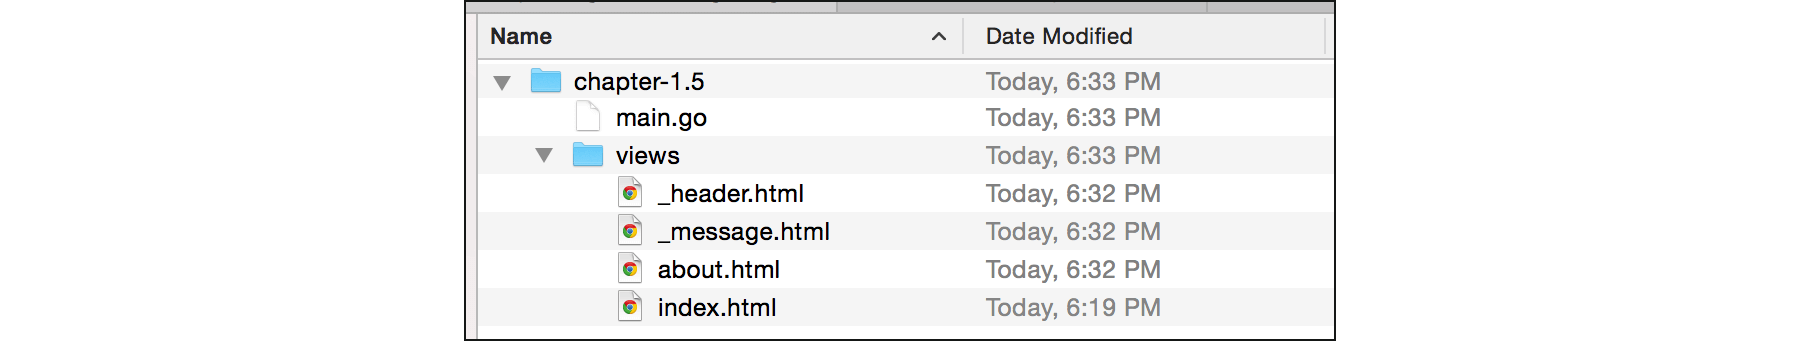 Name Date Modified
chapter-1.5 Today, 6:33 PM
main.go Today, 6:33 PM
views Today, 6:33 PM
_header.html Today, 6:32 PM
_message.html Today, 6:32 PM
about.html Today, 6:32 PM
index.html Today, 6:19 PM